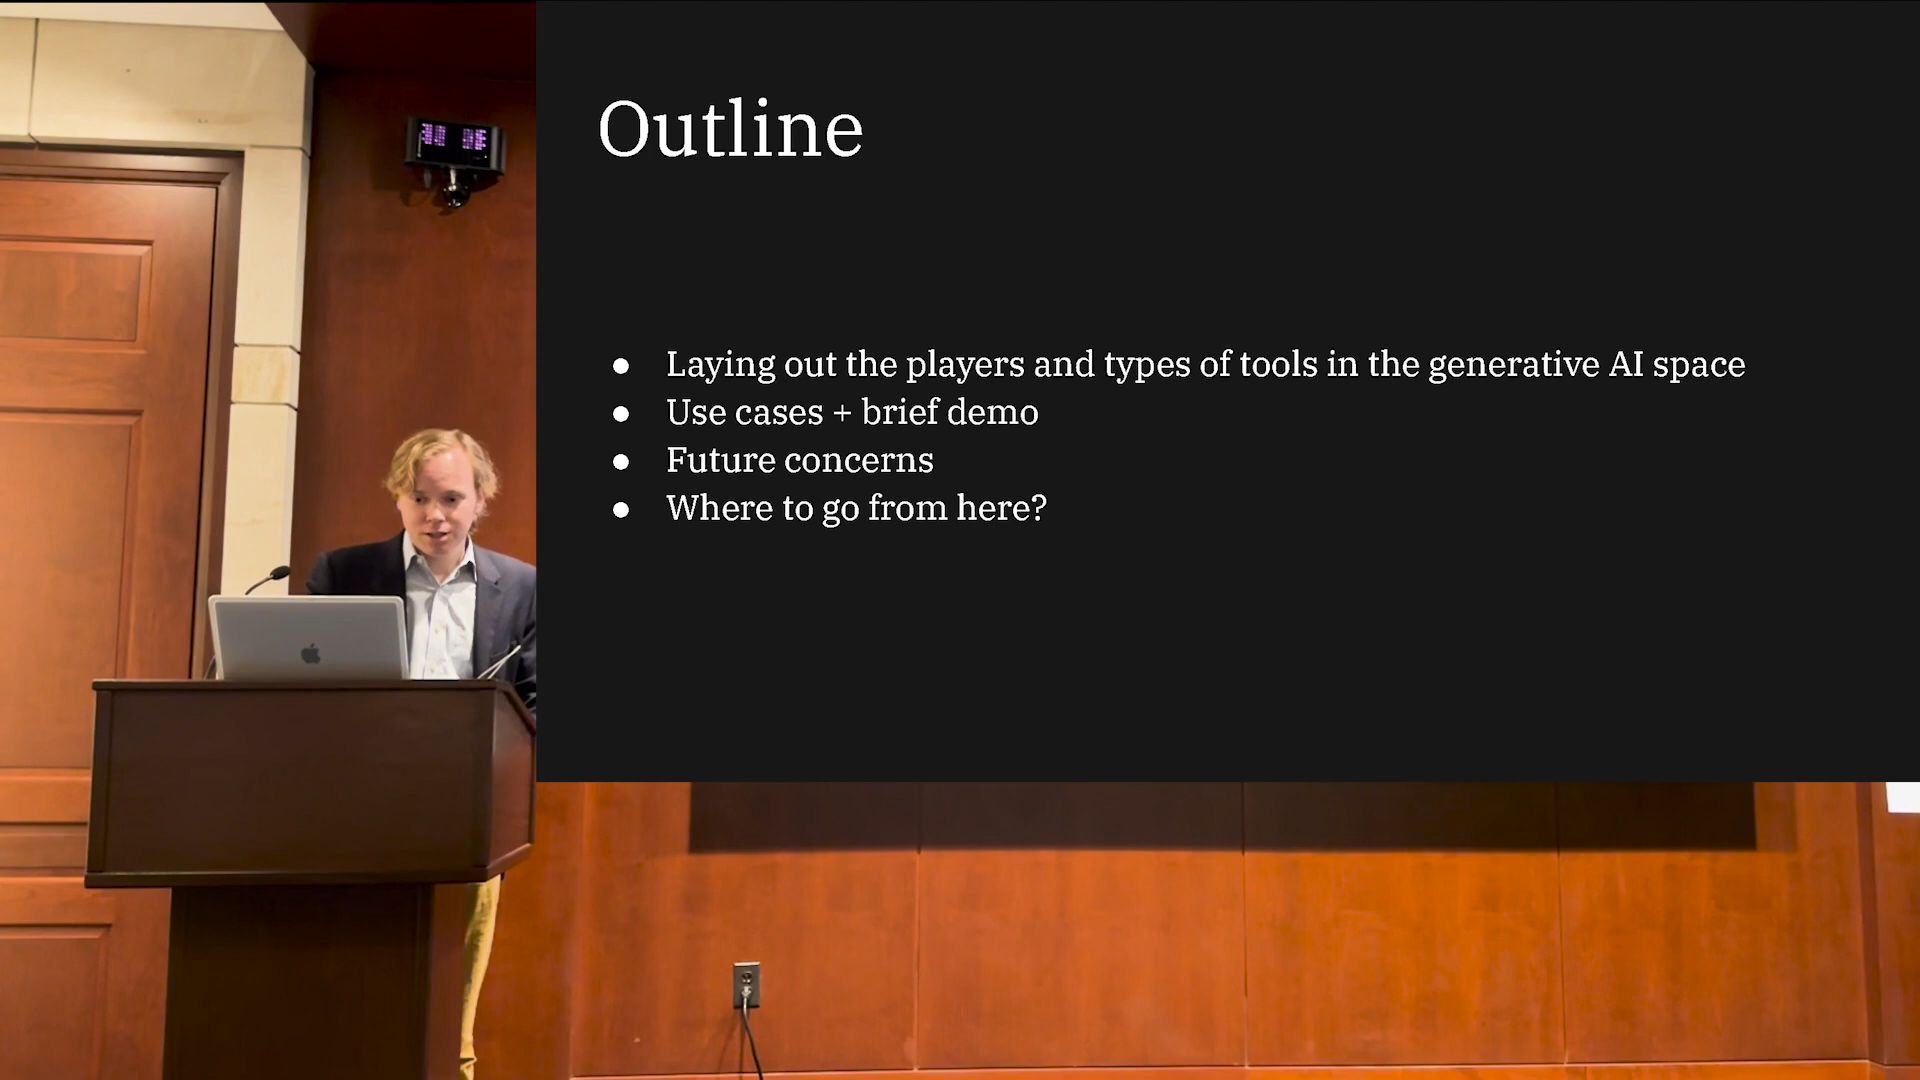 Outline
● Laying out the players and types of tools in the generative AI space
● Use cases + brief demo
● Future concerns
● Where to go from here?